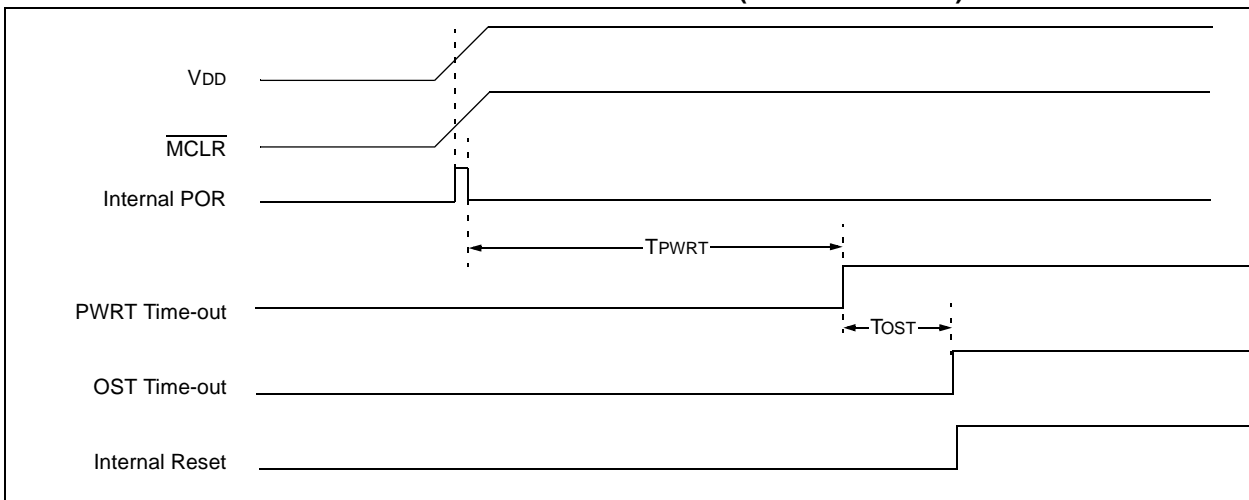 VDD
MCLR
Internal POR
TPWRT
PWRT Time-out
TOST
OST Time-out
Internal Reset